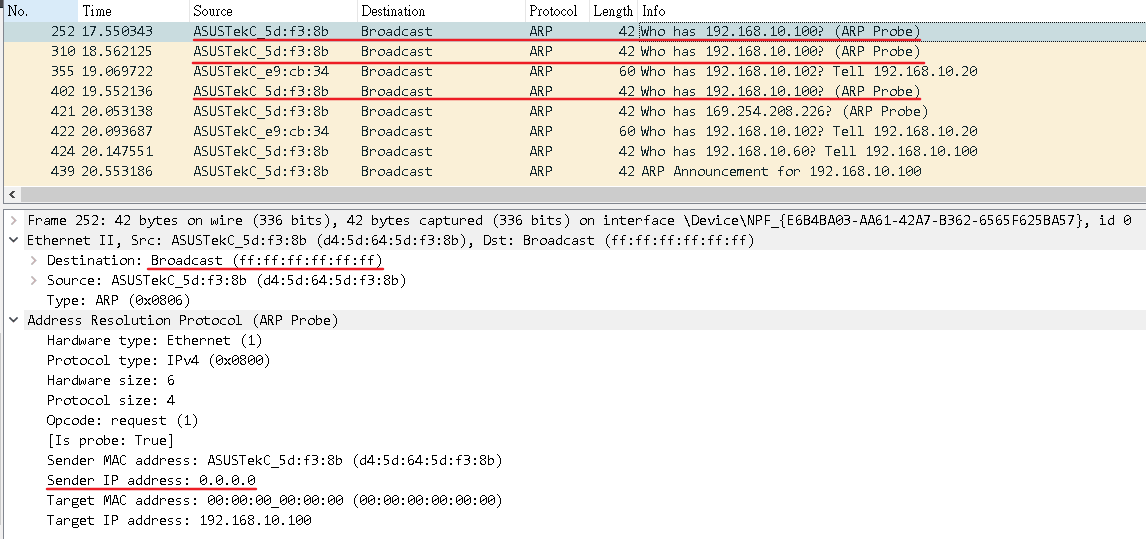 No. Time Source Destination Protocol Length Info
252 17.550343 ASUSTekC_5d:f3:8b Broadcast ARP 42 Who has 192.168.10.100? (ARP Probe)
310 18.562125 ASUSTekC_5d:f3:8b Broadcast ARP 42 Who has 192.168.10.100? (ARP Probe)
355 19.069722 ASUSTekC_e9:cb:34 Broadcast ARP 60 Who has 192.168.10.102? Tell 192.168.10.20
402 19.552136 ASUSTekC_5d:f3:8b Broadcast ARP 42 Who has 192.168.10.100? (ARP Probe)
421 20.053138 ASUSTekC_5d:f3:8b Broadcast ARP 42 Who has 169.254.208.226? (ARP Probe)
422 20.093687 ASUSTekC_e9:cb:34 Broadcast ARP 60 Who has 192.168.10.102? Tell 192.168.10.20
424 20.147551 ASUSTekC_5d:f3:8b Broadcast ARP 42 Who has 192.168.10.60? Tell 192.168.10.100
439 20.553186 ASUSTekC_5d:f3:8b Broadcast ARP 42 ARP Announcement for 192.168.10.100
Frame 252: 42 bytes on wire (336 bits), 42 bytes captured (336 bits) on interface \Device\NPF_{E6B4BA03-AA61-42A7-B362-6565F625BA57}, id 0
Ethernet II, Src: ASUSTekC_5d:f3:8b (d4:5d:64:5d:f3:8b), Dst: Broadcast (ff:ff:ff:ff:ff:ff)
Destination: Broadcast (ff:ff:ff:ff:ff:ff)
Source: ASUSTekC_5d:f3:8b (d4:5d:64:5d:f3:8b)
Type: ARP (0x0806)
Address Resolution Protocol (ARP Probe)
Hardware type: Ethernet (1)
Protocol type: IPv4 (0x0800)
Hardware size: 6
Protocol size: 4
Opcode: request (1)
[Is probe: True]
Sender MAC address: ASUSTekC_5d:f3:8b (d4:5d:64:5d:f3:8b)
Sender IP address: 0.0.0.0
Target MAC address: 00:00:00_00:00:00 (00:00:00:00:00:00)
Target IP address: 192.168.10.100